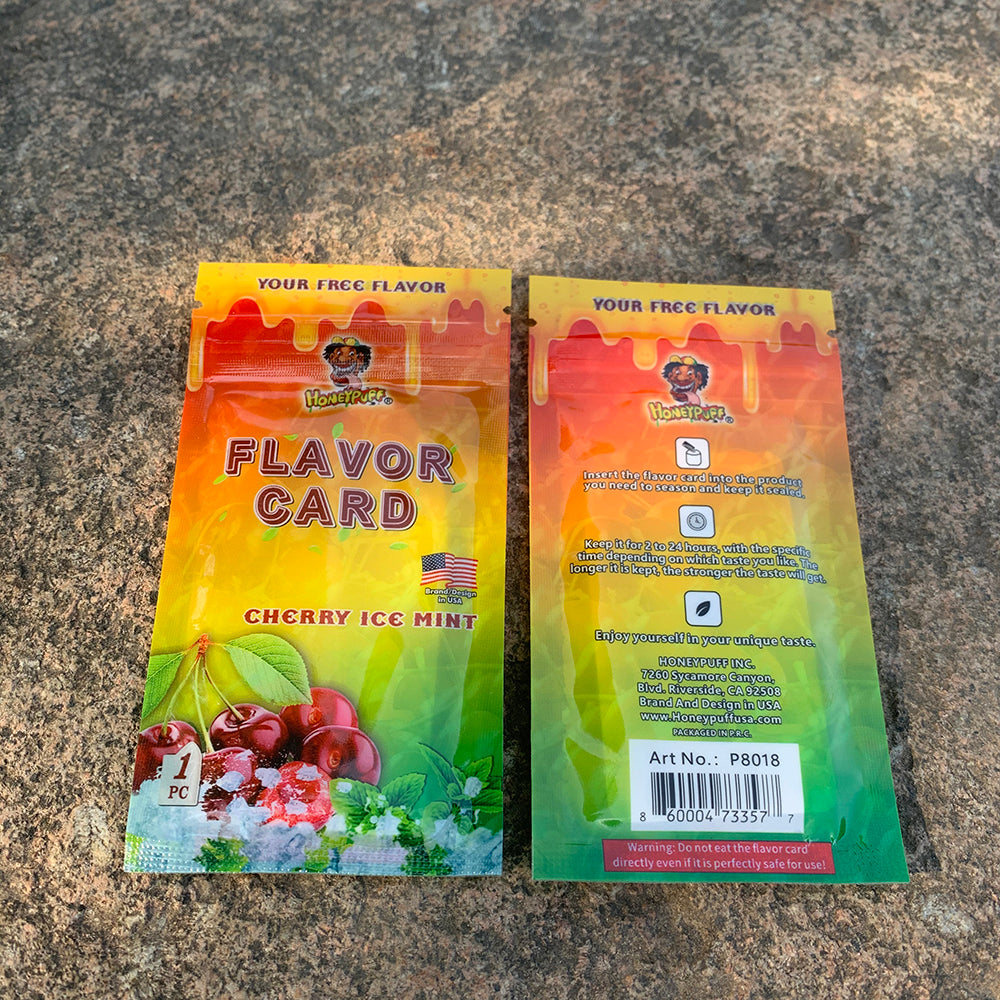 YOUR FREE FLAVOR
HONEYPUFF
FLAVOR
CARD
Brand/Design
in USA
CHERRY ICE MINT
1
PC
YOUR FREE FLAVOR
HONEYPUFF
Insert the flavor card into the product
you need to season and keep it sealed.
Keep it for 2 to 24 hours, with the specific
time depending on which taste you like. The
longer it is kept, the stronger the taste will get.
Enjoy yourself in your unique taste.
HONEYPUFF INC.
7260 Sycamore Canyon,
Blvd. Riverside, CA 92508
Brand And Design in USA
www.Honeypuffusa.com
PACKAGED IN P.R.C.
Art No.: P8018
8 60004 73357 7
Warning: Do not eat the flavor card
directly even if it is perfectly safe for use!